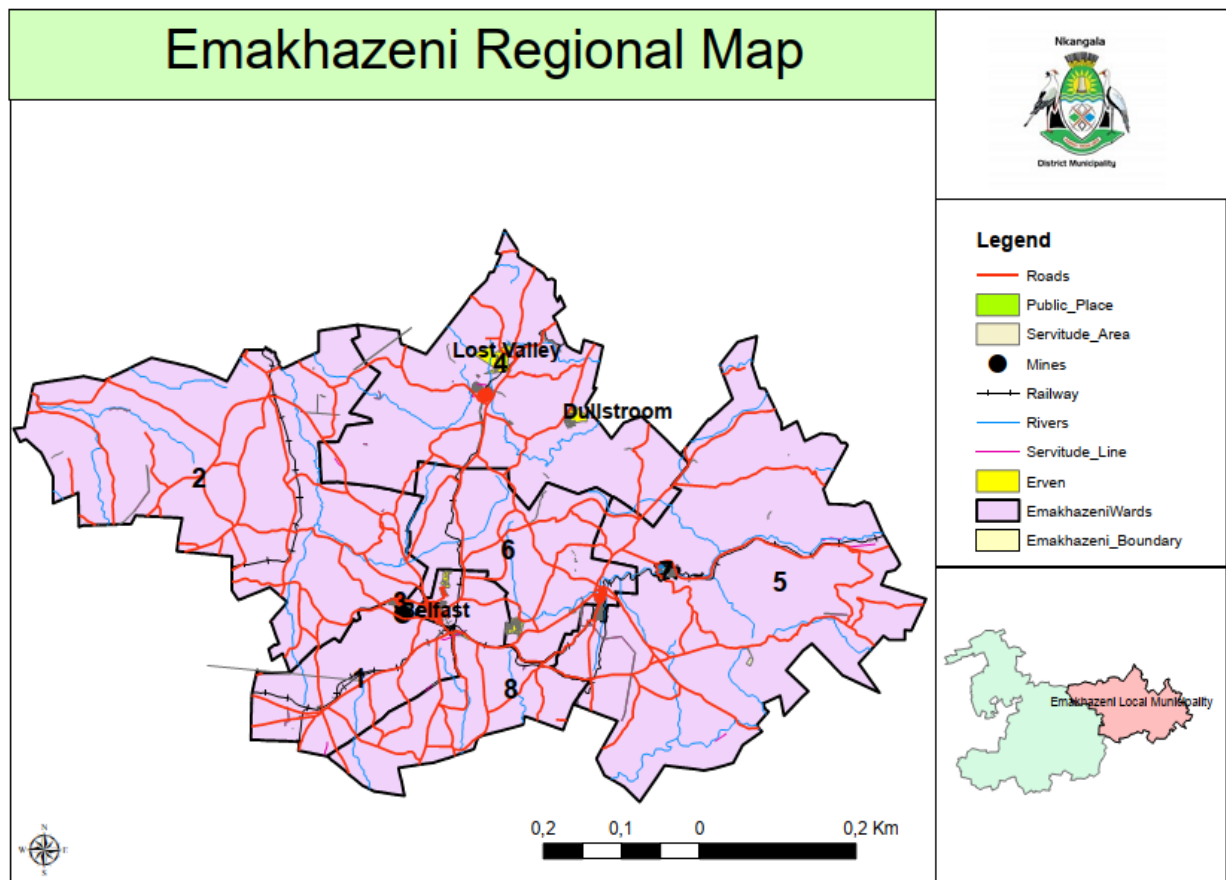 Emakhazeni Regional Map
Nkangala
District Municipality
Legend
Roads
Public_Place
Servitude_Area
Mines
Railway
Rivers
Servitude_Line
Erven
EmakhazeniWards
Emakhazeni_Boundary
Lost Valley
4
Dullstroom
2
6
7
5
3
Belfast
1
8
Emakhazeni Local Municipality
N
W E
S
0,2 0,1 0 0,2 Km